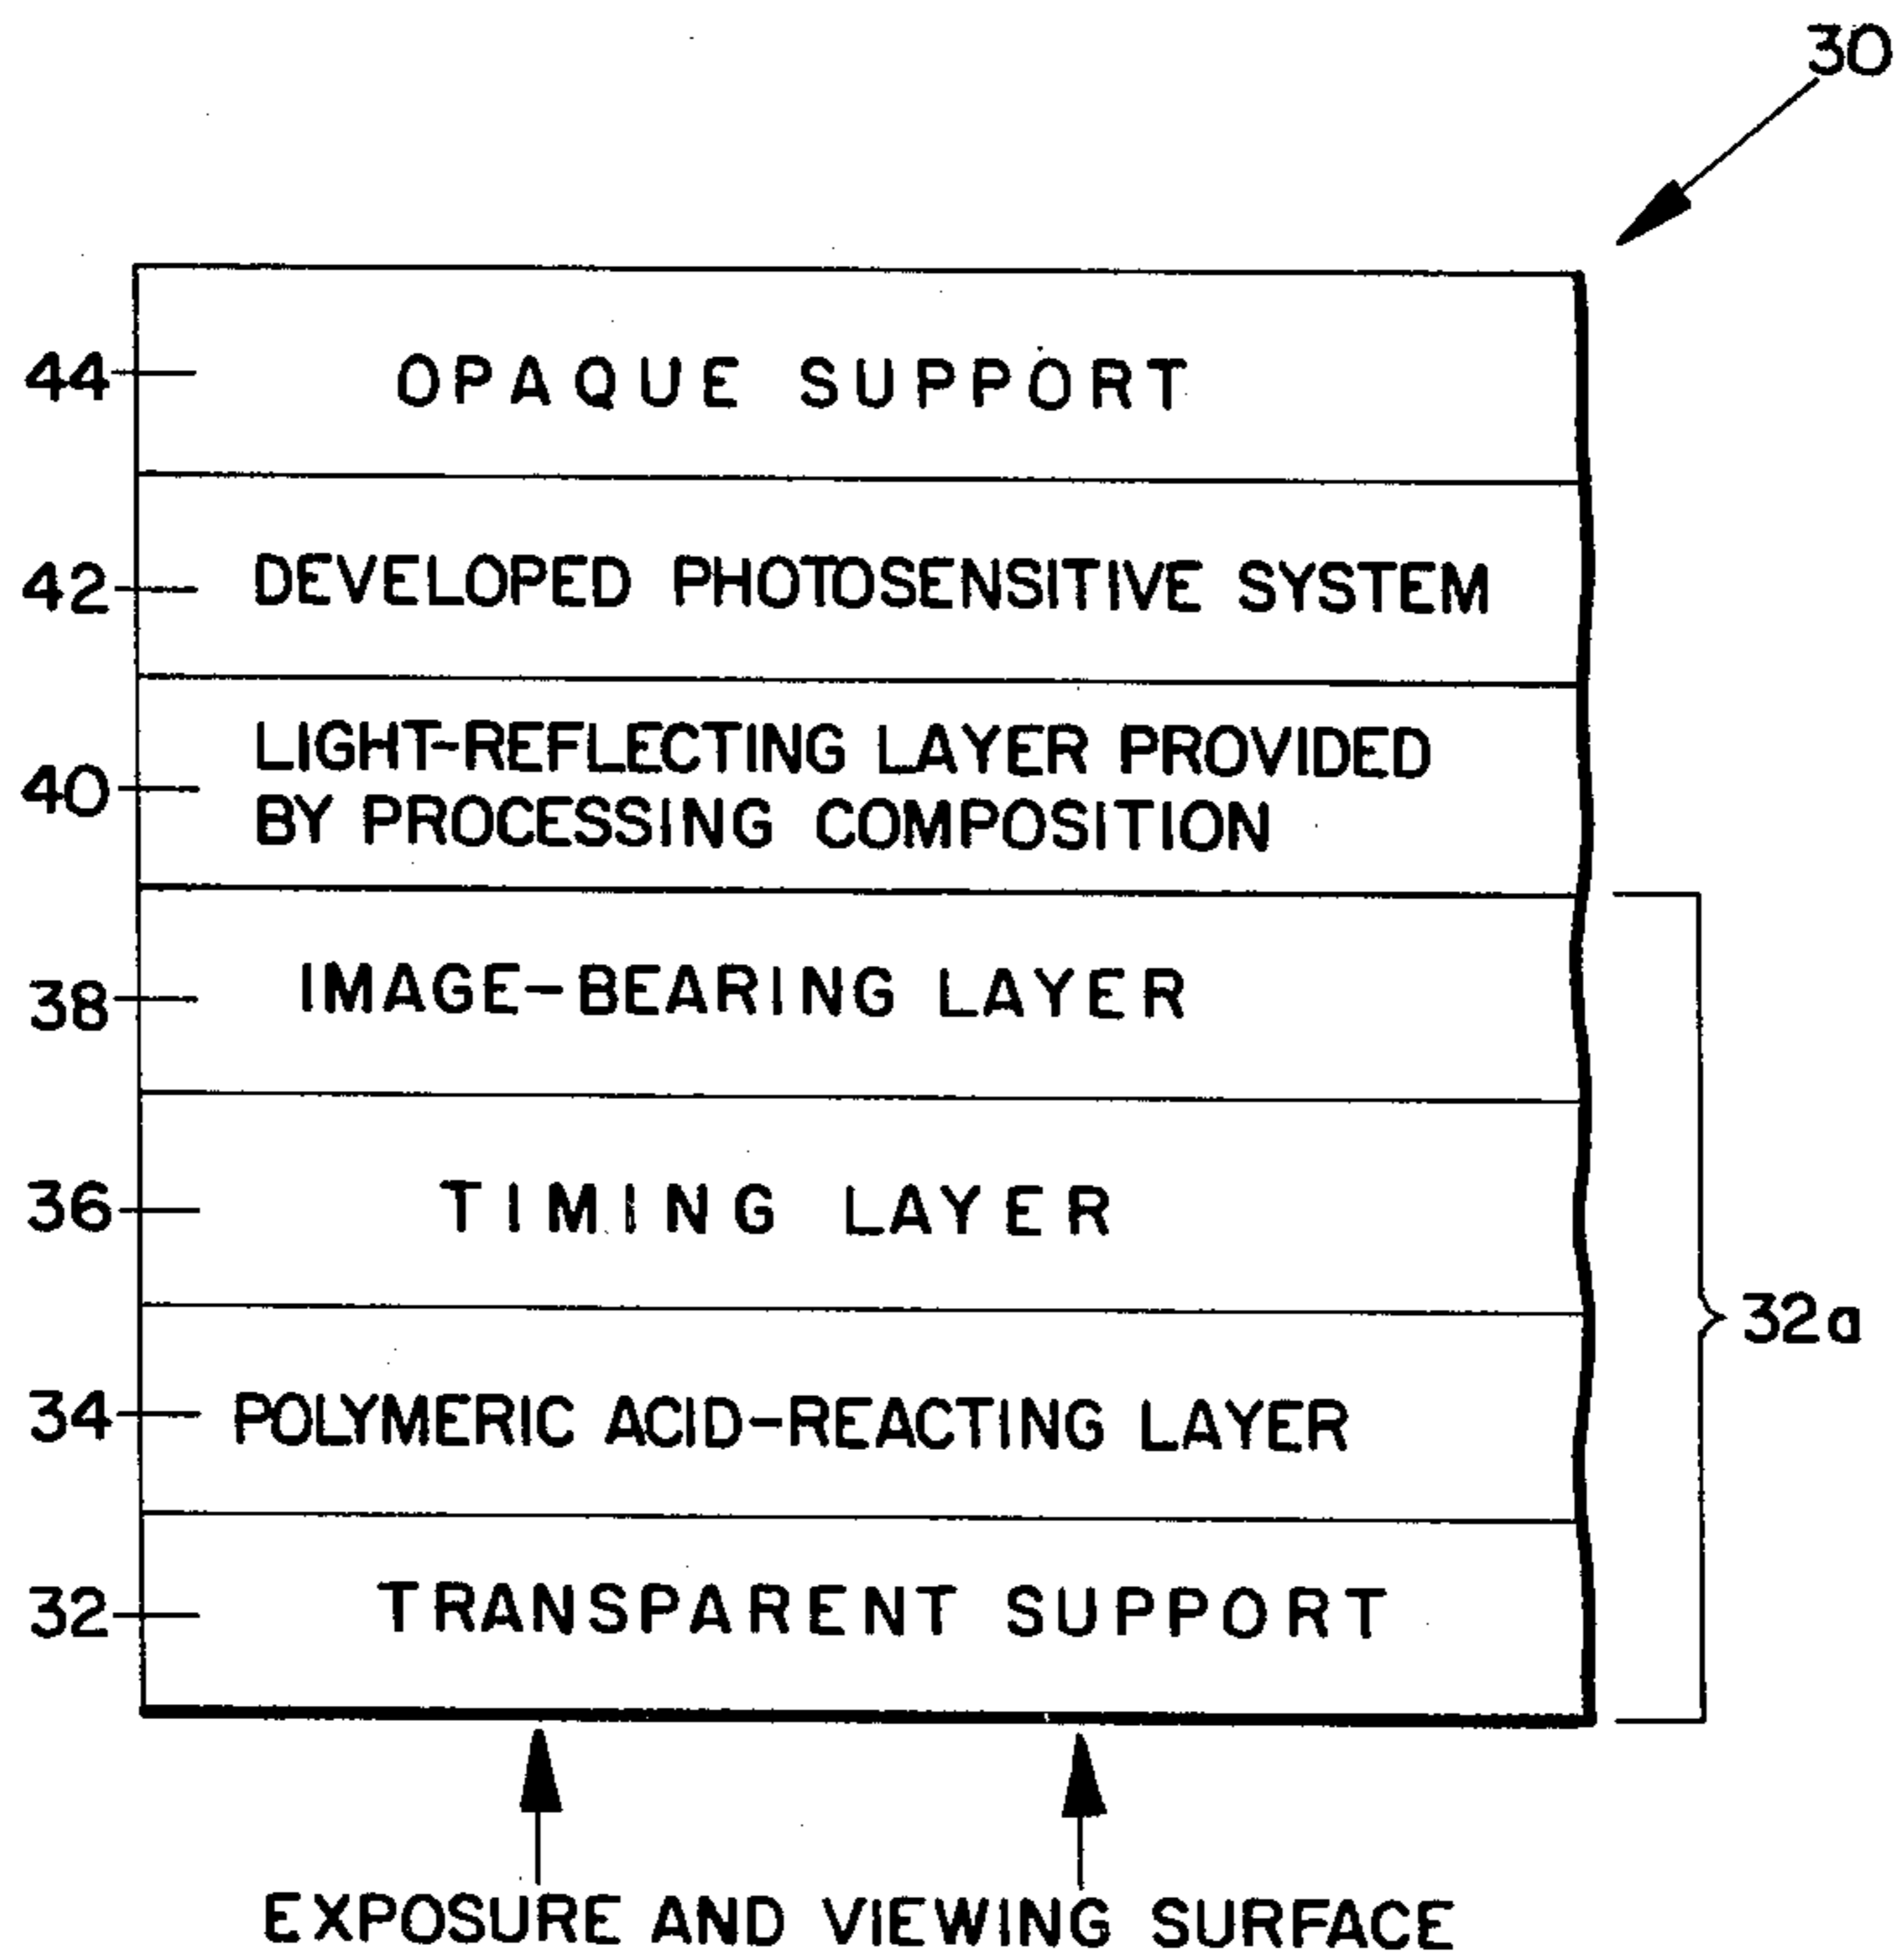 30
44 OPAQUE SUPPORT
42 DEVELOPED PHOTOSENSITIVE SYSTEM
LIGHT-REFLECTING LAYER PROVIDED
40
BY PROCESSING COMPOSITION
38 IMAGE-BEARING LAYER
36 TIMING LAYER
32a
34 POLYMERIC ACID-REACTING LAYER
32 TRANSPARENT SUPPORT
EXPOSURE AND VIEWING SURFACE